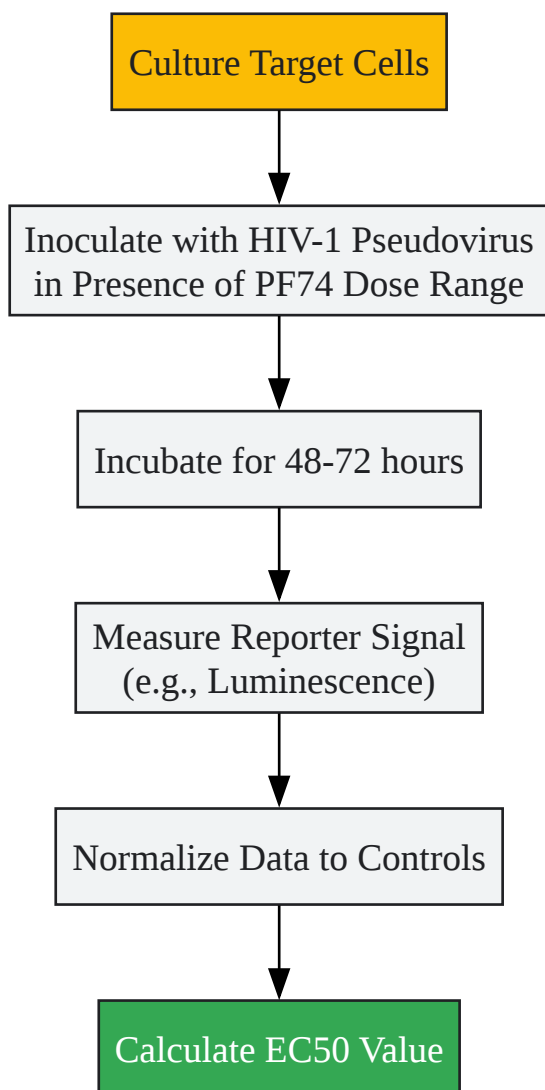 Culture Target Cells
Inoculate with HIV-1 Pseudovirus
in Presence of PF74 Dose Range
Incubate for 48-72 hours
Measure Reporter Signal
(e.g., Luminescence)
Normalize Data to Controls
Calculate EC50 Value